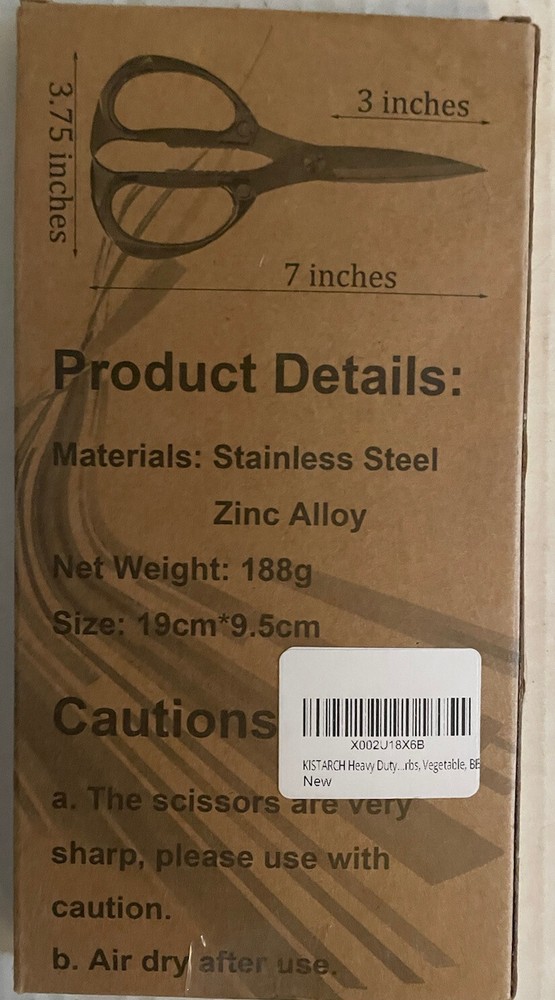 3 inches
3.75 inches
7 inches
Product Details:
Materials: Stainless Steel
Zinc Alloy
Net Weight: 188g
Size: 19cm*9.5cm
Cautions
X002U18X6B
KISTARCH Heavy Duty...rbs, Vegetable, BE
New
a. The scissors are very
sharp, please use with
caution.
b. Air dry after use.